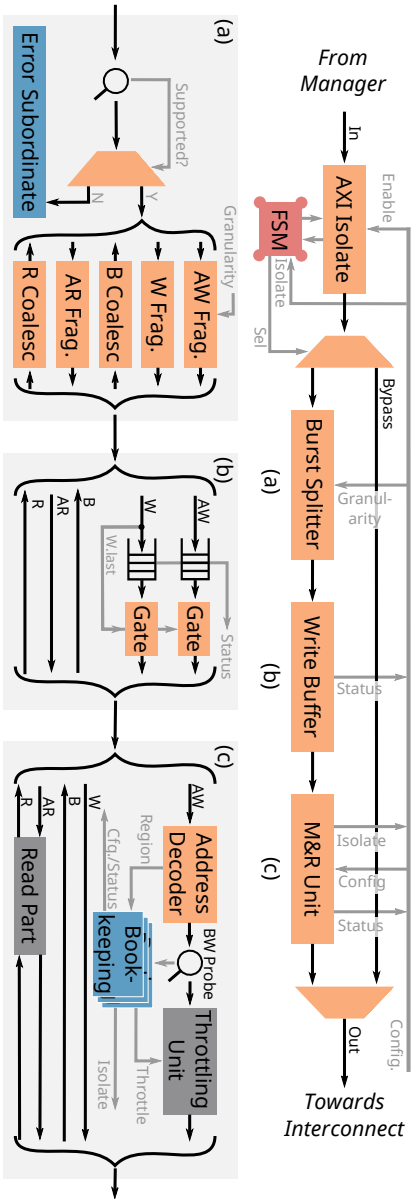 From
Manager
In
AXI Isolate
Enable
FSM
Isolate
Sel
Bypass
Burst Splitter
(a)
Granul-
arity
Write Buffer
(b)
Status
M&R Unit
(c)
Isolate
Config
Status
Config.
Out
Towards
Interconnect
(a)
Supported?
Error Subordinate
Y
N
Granularity
AW Frag.
W Frag.
B Coalesc
AR Frag.
R Coalesc
(b)
AW
W
W.last
Gate
Gate
Status
B
AR
R
(c)
AW
Address
Decoder
BW Probe
Throttling
Unit
Region
Book-
keeping
Throttle
Isolate
Cfg./Status
W
B
AR
R
Read Part